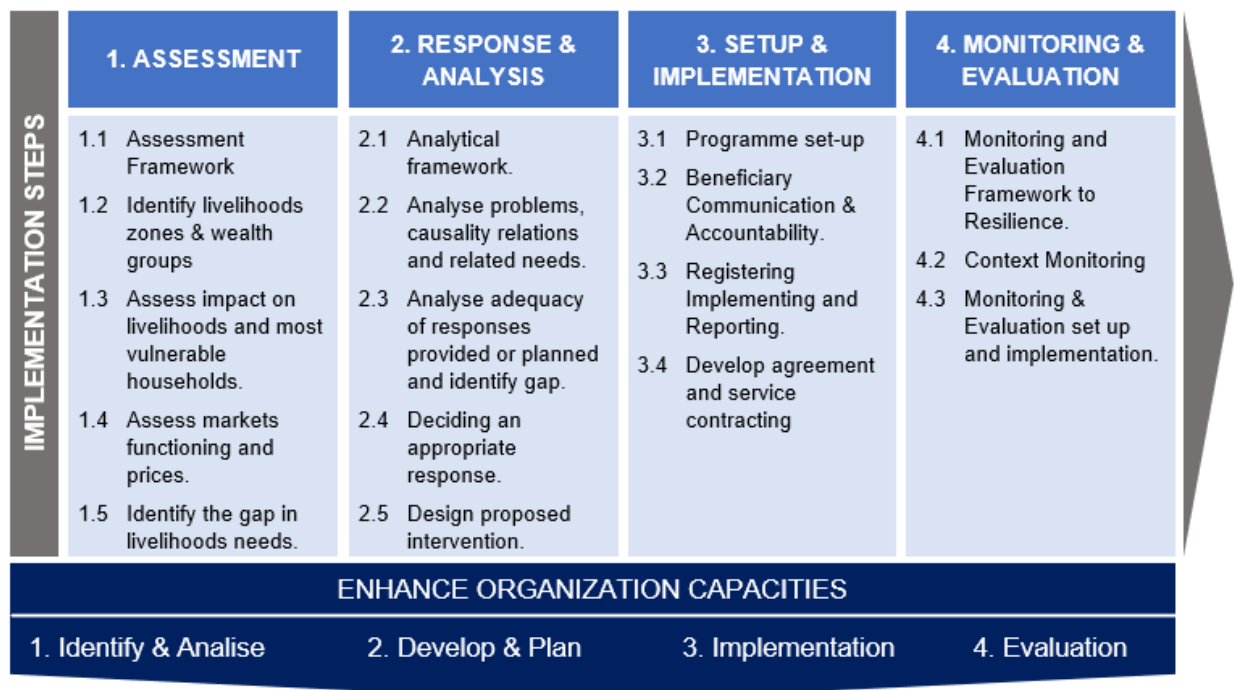 IMPLEMENTATION STEPS
1. ASSESSMENT
1.1 Assessment
Framework
1.2 Identify livelihoods
zones & wealth
groups
1.3 Assess impact on
livelihoods and most
vulnerable
households.
1.4 Assess markets
functioning and
prices.
1.5 Identify the gap in
livelihoods needs.
2. RESPONSE &
ANALYSIS
2.1 Analytical
framework.
2.2 Analyse problems,
causality relations
and related needs.
2.3 Analyse adequacy
of responses
provided or planned
and identify gap.
2.4 Deciding an
appropriate
response.
2.5 Design proposed
intervention.
3. SETUP &
IMPLEMENTATION
3.1 Programme set-up
3.2 Beneficiary
Communication &
Accountability.
3.3 Registering
Implementing and
Reporting.
3.4 Develop agreement
and service
contracting
4. MONITORING &
EVALUATION
4.1 Monitoring and
Evaluation
Framework to
Resilience.
4.2 Context Monitoring
4.3 Monitoring &
Evaluation set up
and implementation.
ENHANCE ORGANIZATION CAPACITIES
1. Identify & Analise
2. Develop & Plan
3. Implementation
4. Evaluation